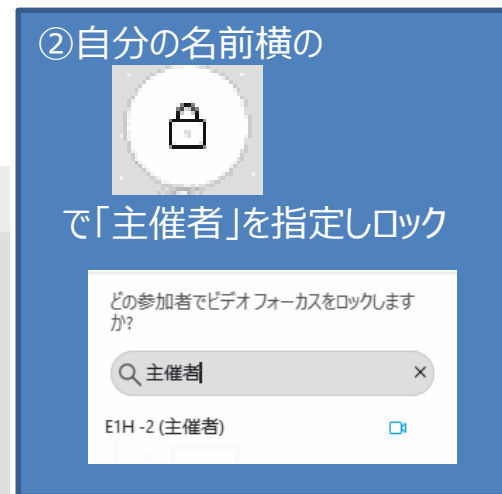 ②自分の名前横の
で「主催者」を指定しロック
どの参加者でビデオ フォーカスをロックします
か?
主催者
E1H -2 (主催者)